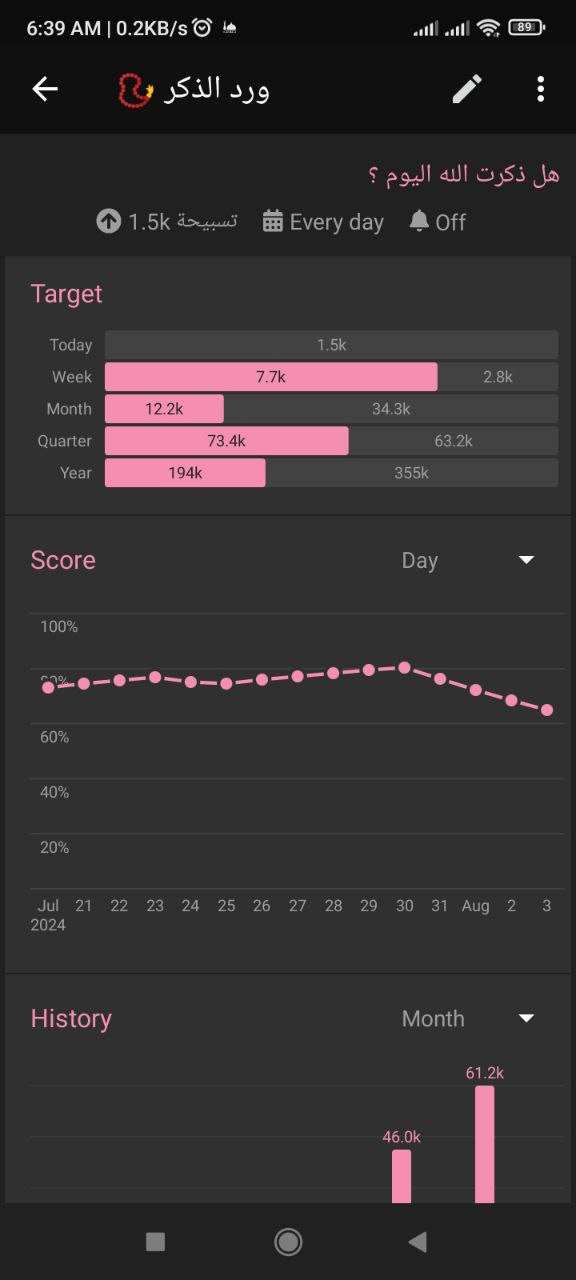 6:39 AM | 0.2KB/s 89
ورد الذكر
هل ذكرت الله اليوم ؟
1.5k تسبيحة Every day Off
Target
Today 1.5k
Week 7.7k 2.8k
Month 12.2k 34.3k
Quarter 73.4k 63.2k
Year 194k 355k
Score Day
100%
80%
60%
40%
20%
Jul 21 22 23 24 25 26 27 28 29 30 31 Aug 2 3
2024
History Month
61.2k
46.0k